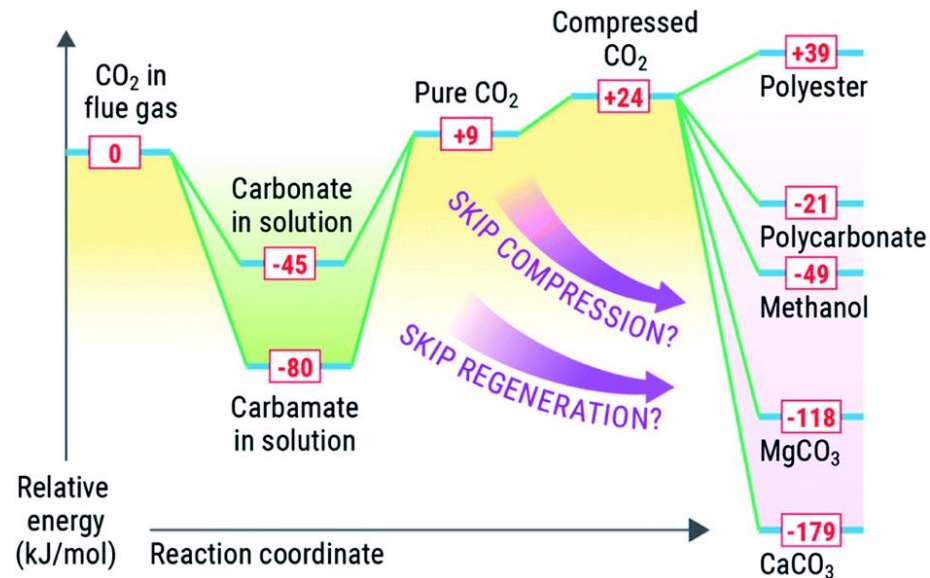 CO₂ in
flue gas
0
Carbonate
in solution
-45
-80
Carbamate
in solution
Pure CO₂
+9
Compressed
CO₂
+24
SKIP COMPRESSION?
SKIP REGENERATION?
+39
Polyester
-21
Polycarbonate
-49
Methanol
-118
MgCO₃
-179
CaCO₃
Relative
energy
(kJ/mol)
Reaction coordinate